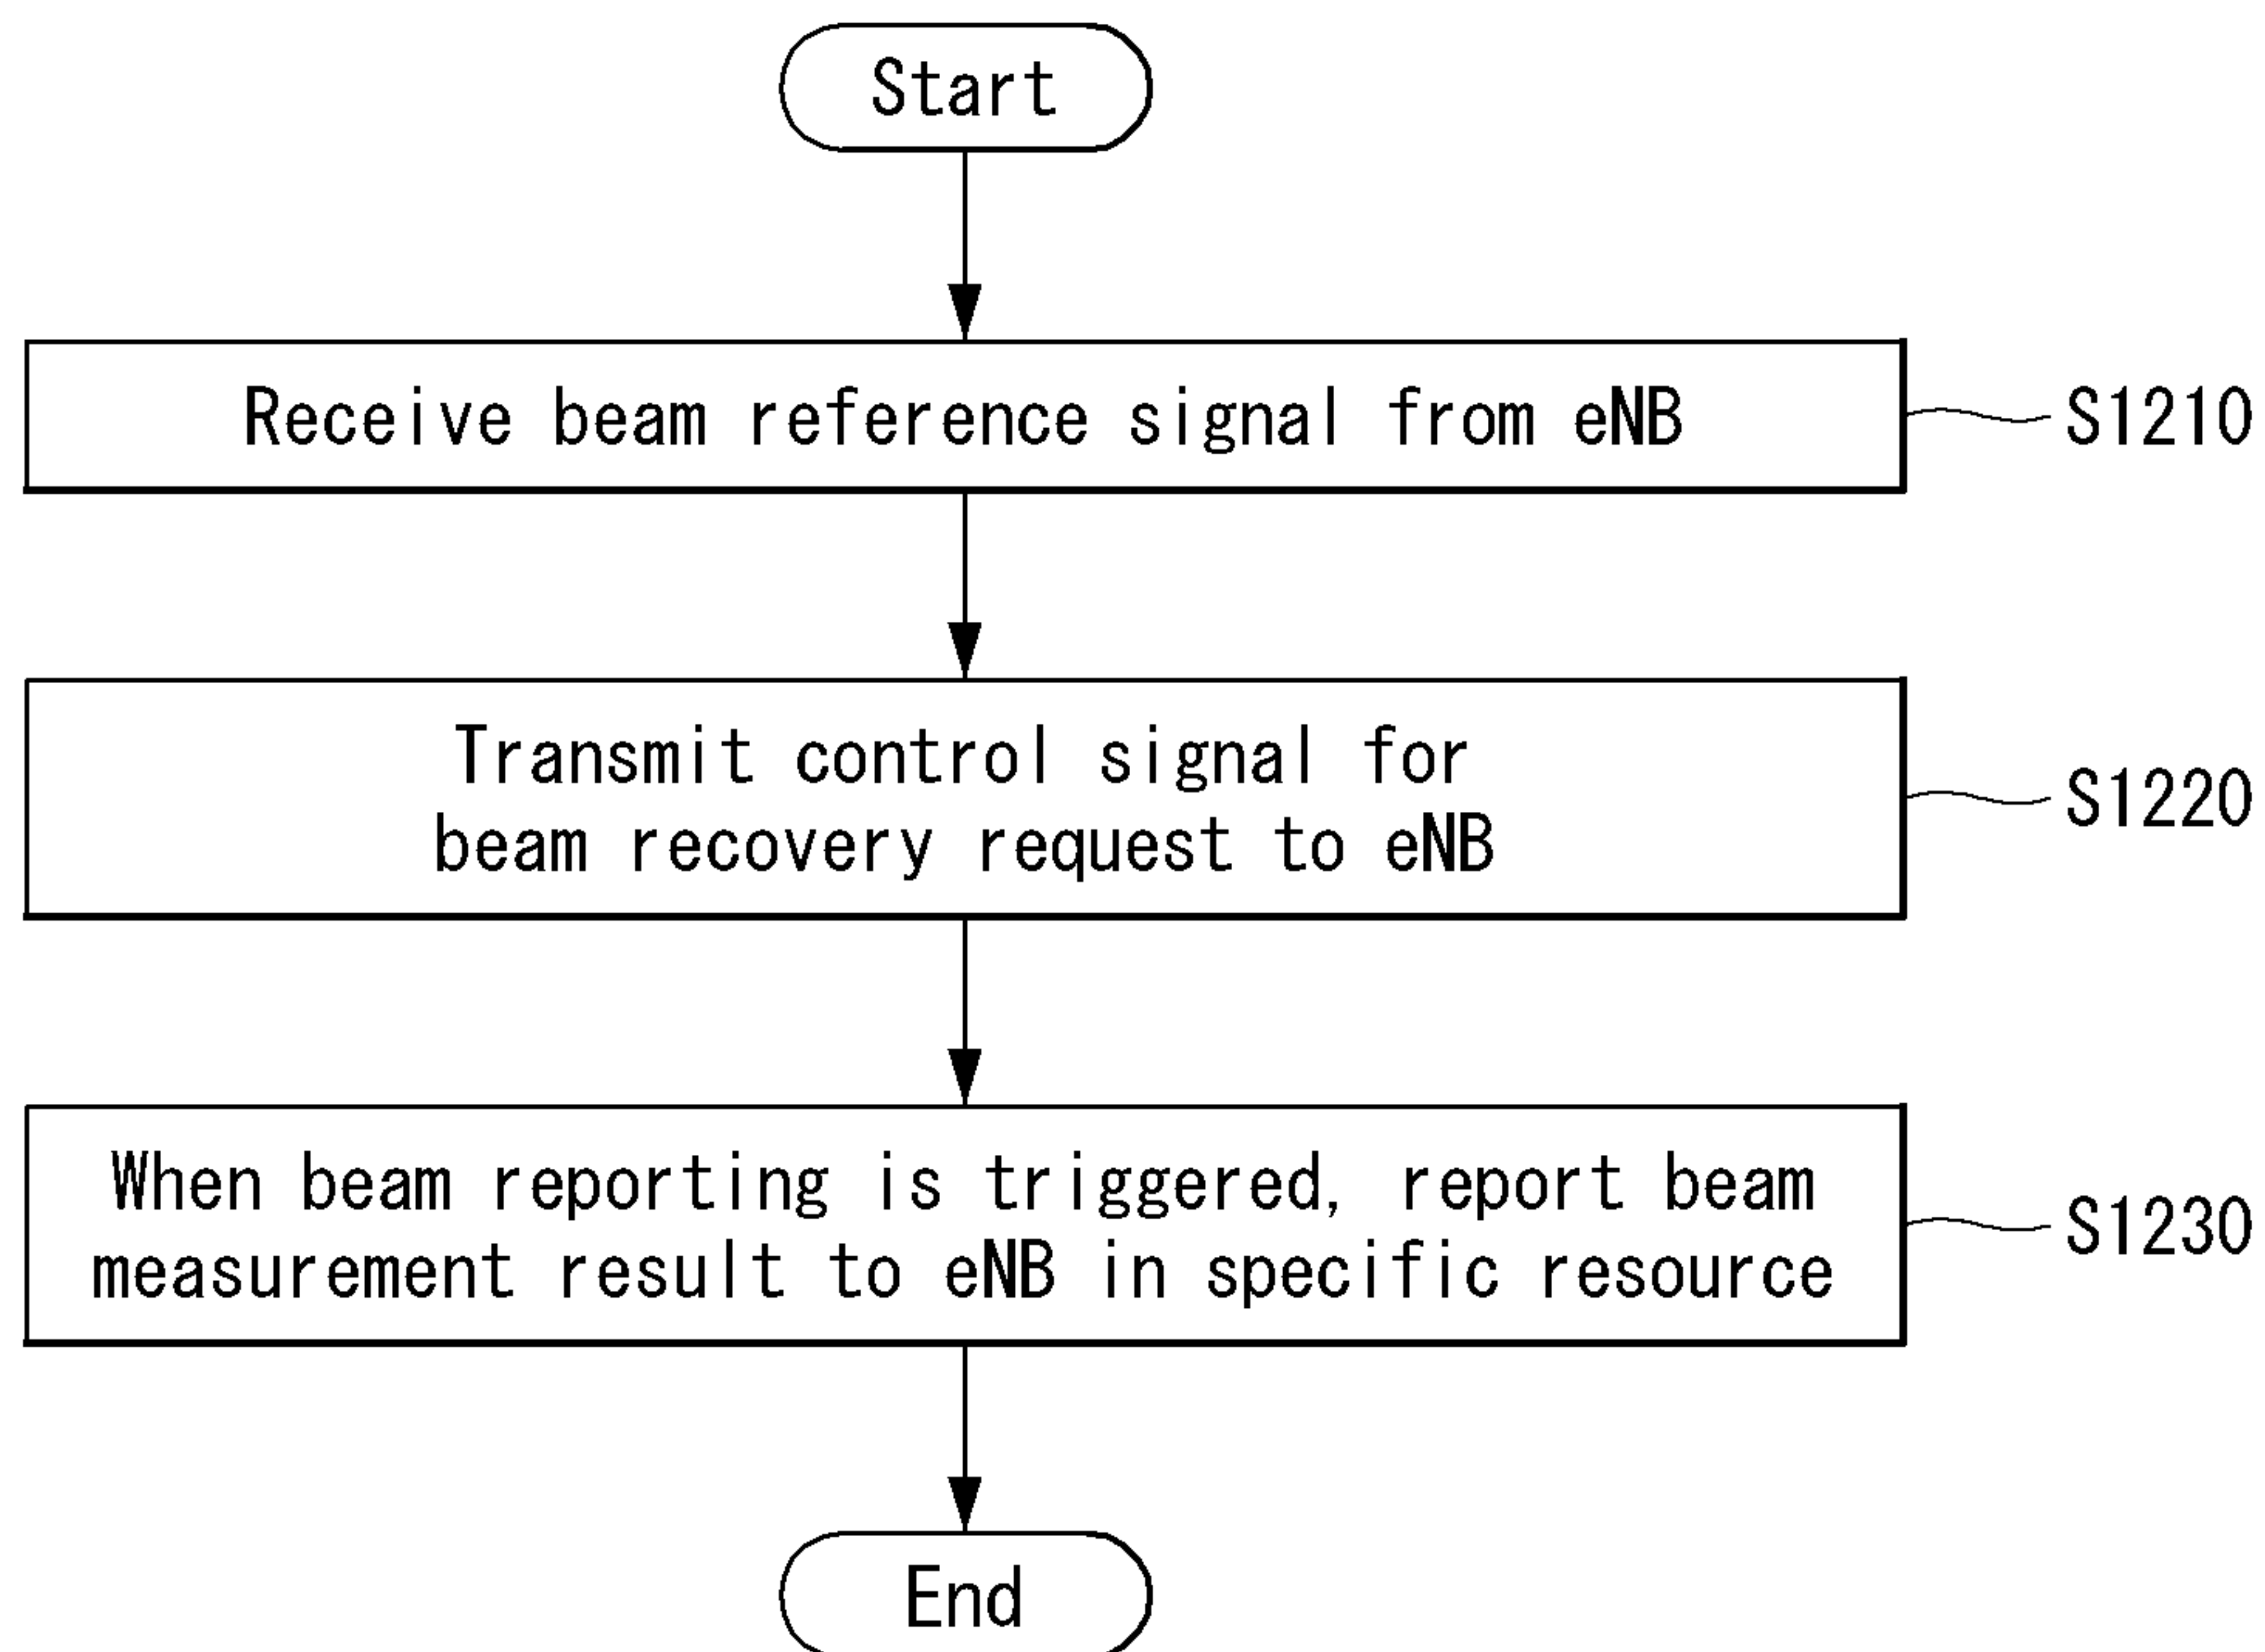 Start
Receive beam reference signal from eNB
S1210
Transmit control signal for
beam recovery request to eNB
S1220
When beam reporting is triggered, report beam
measurement result to eNB in specific resource
S1230
End